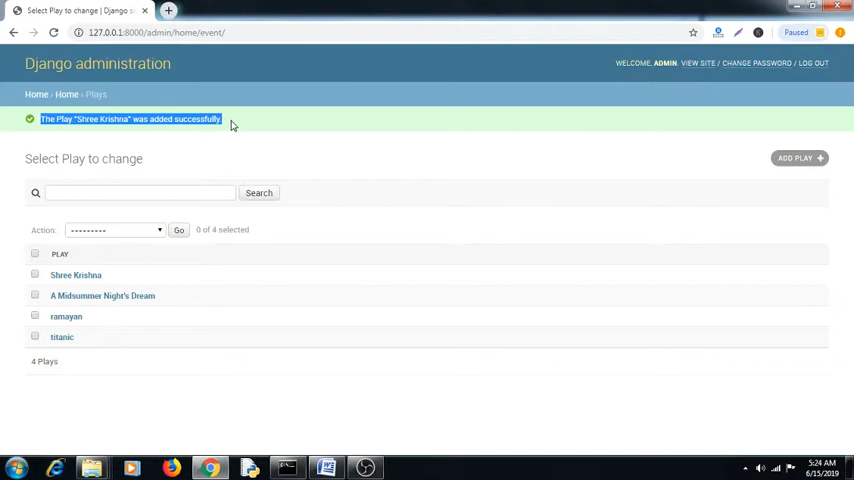 Select Play to change | Django si
127.0.0.1:8000/admin/home/event/
Paused
Django administration
WELCOME, ADMIN. VIEW SITE / CHANGE PASSWORD / LOG OUT
Home › Home › Plays
The Play "Shree Krishna" was added successfully.
Select Play to change
ADD PLAY +
Search
Action: --------- Go 0 of 4 selected
PLAY
Shree Krishna
A Midsummer Night's Dream
ramayan
titanic
4 Plays
5:24 AM
6/15/2019